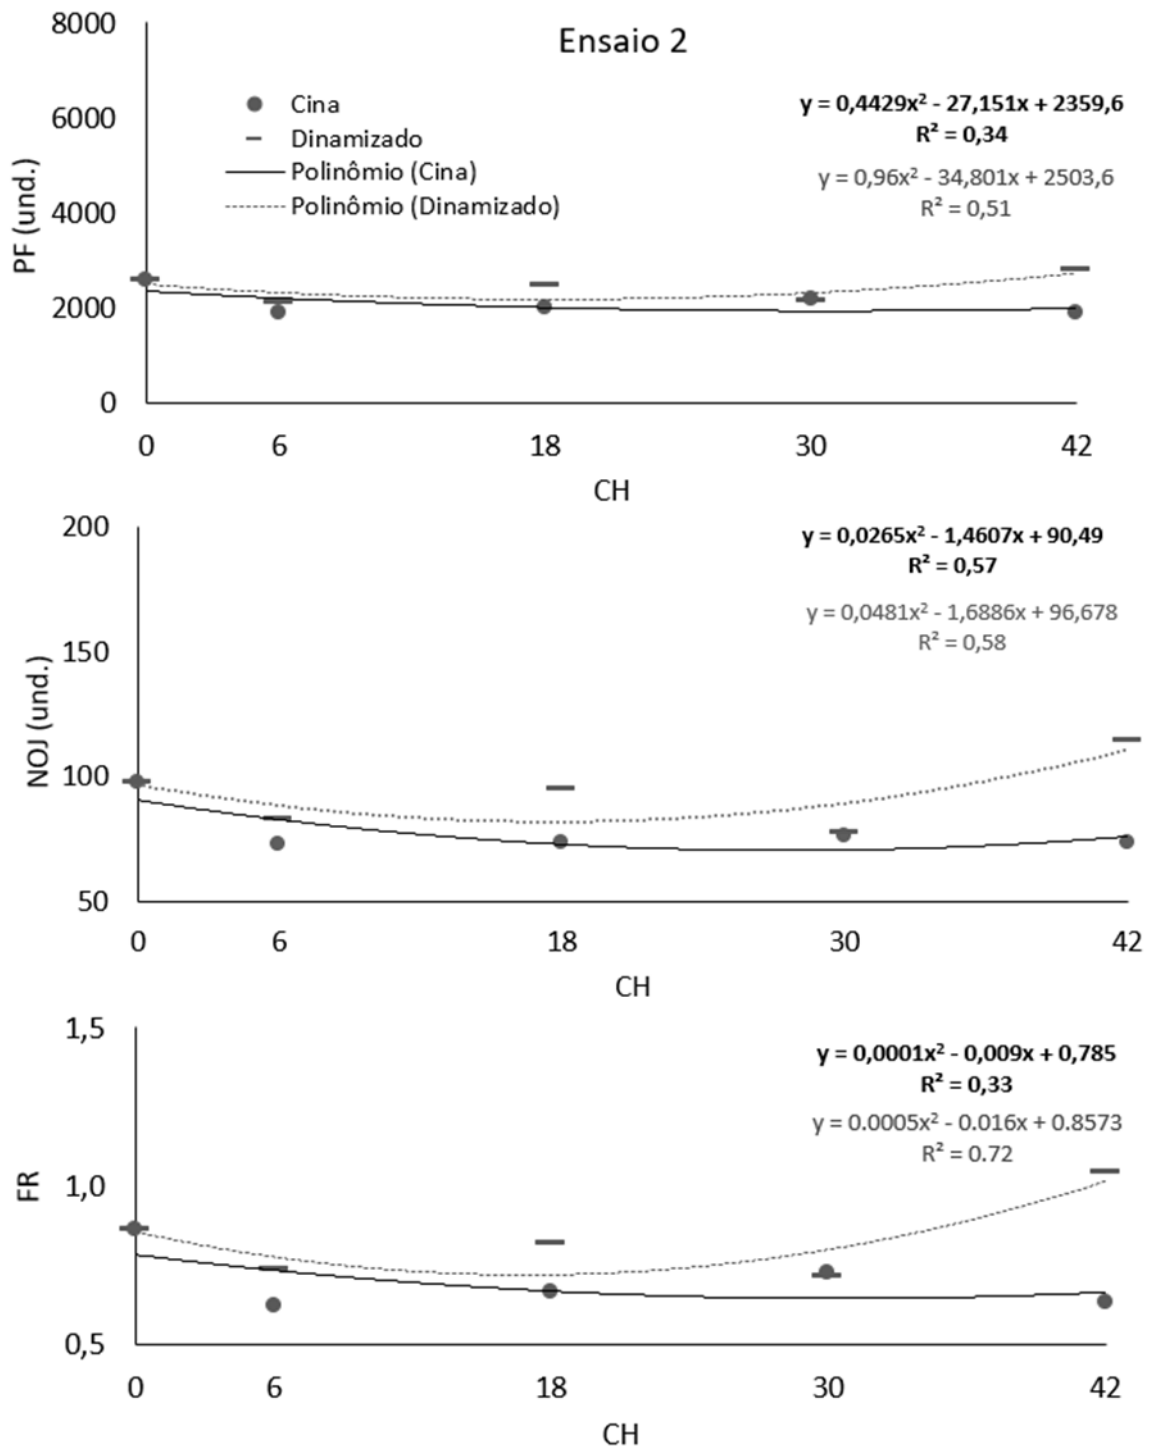 Ensaio 2
8000
6000
4000
2000
0
PF (und.)
Cina
Dinamizado
Polinômio (Cina)
Polinômio (Dinamizado)
y = 0,4429x² - 27,151x + 2359,6
R² = 0,34
y = 0,96x² - 34,801x + 2503,6
R² = 0,51
0 6 18 30 42
CH
200
150
100
50
NOJ (und.)
y = 0,0265x² - 1,4607x + 90,49
R² = 0,57
y = 0,0481x² - 1,6886x + 96,678
R² = 0,58
0 6 18 30 42
CH
1,5
1,0
0,5
FR
y = 0,0001x² - 0,009x + 0,785
R² = 0,33
y = 0.0005x² - 0.016x + 0.8573
R² = 0.72
0 6 18 30 42
CH